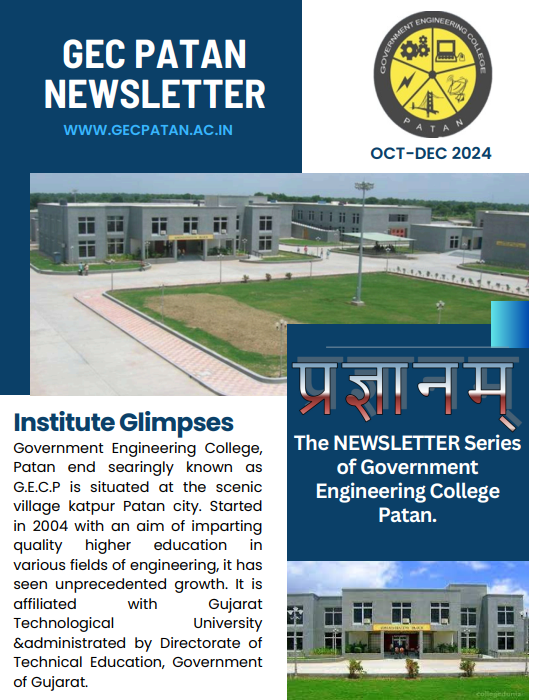 GEC PATAN
NEWSLETTER
WWW.GECPATAN.AC.IN
GOVERNMENT ENGINEERING COLLEGE
PATAN
OCT-DEC 2024
प्रज्ञानम्
The NEWSLETTER Series
of Government
Engineering College
Patan.
Institute Glimpses
Government Engineering College,
Patan end searingly known as
G.E.C.P is situated at the scenic
village katpur Patan city. Started
in 2004 with an aim of imparting
quality higher education in
various fields of engineering, it has
seen unprecedented growth. It is
affiliated with Gujarat
Technological University
&administrated by Directorate of
Technical Education, Government
of Gujarat.